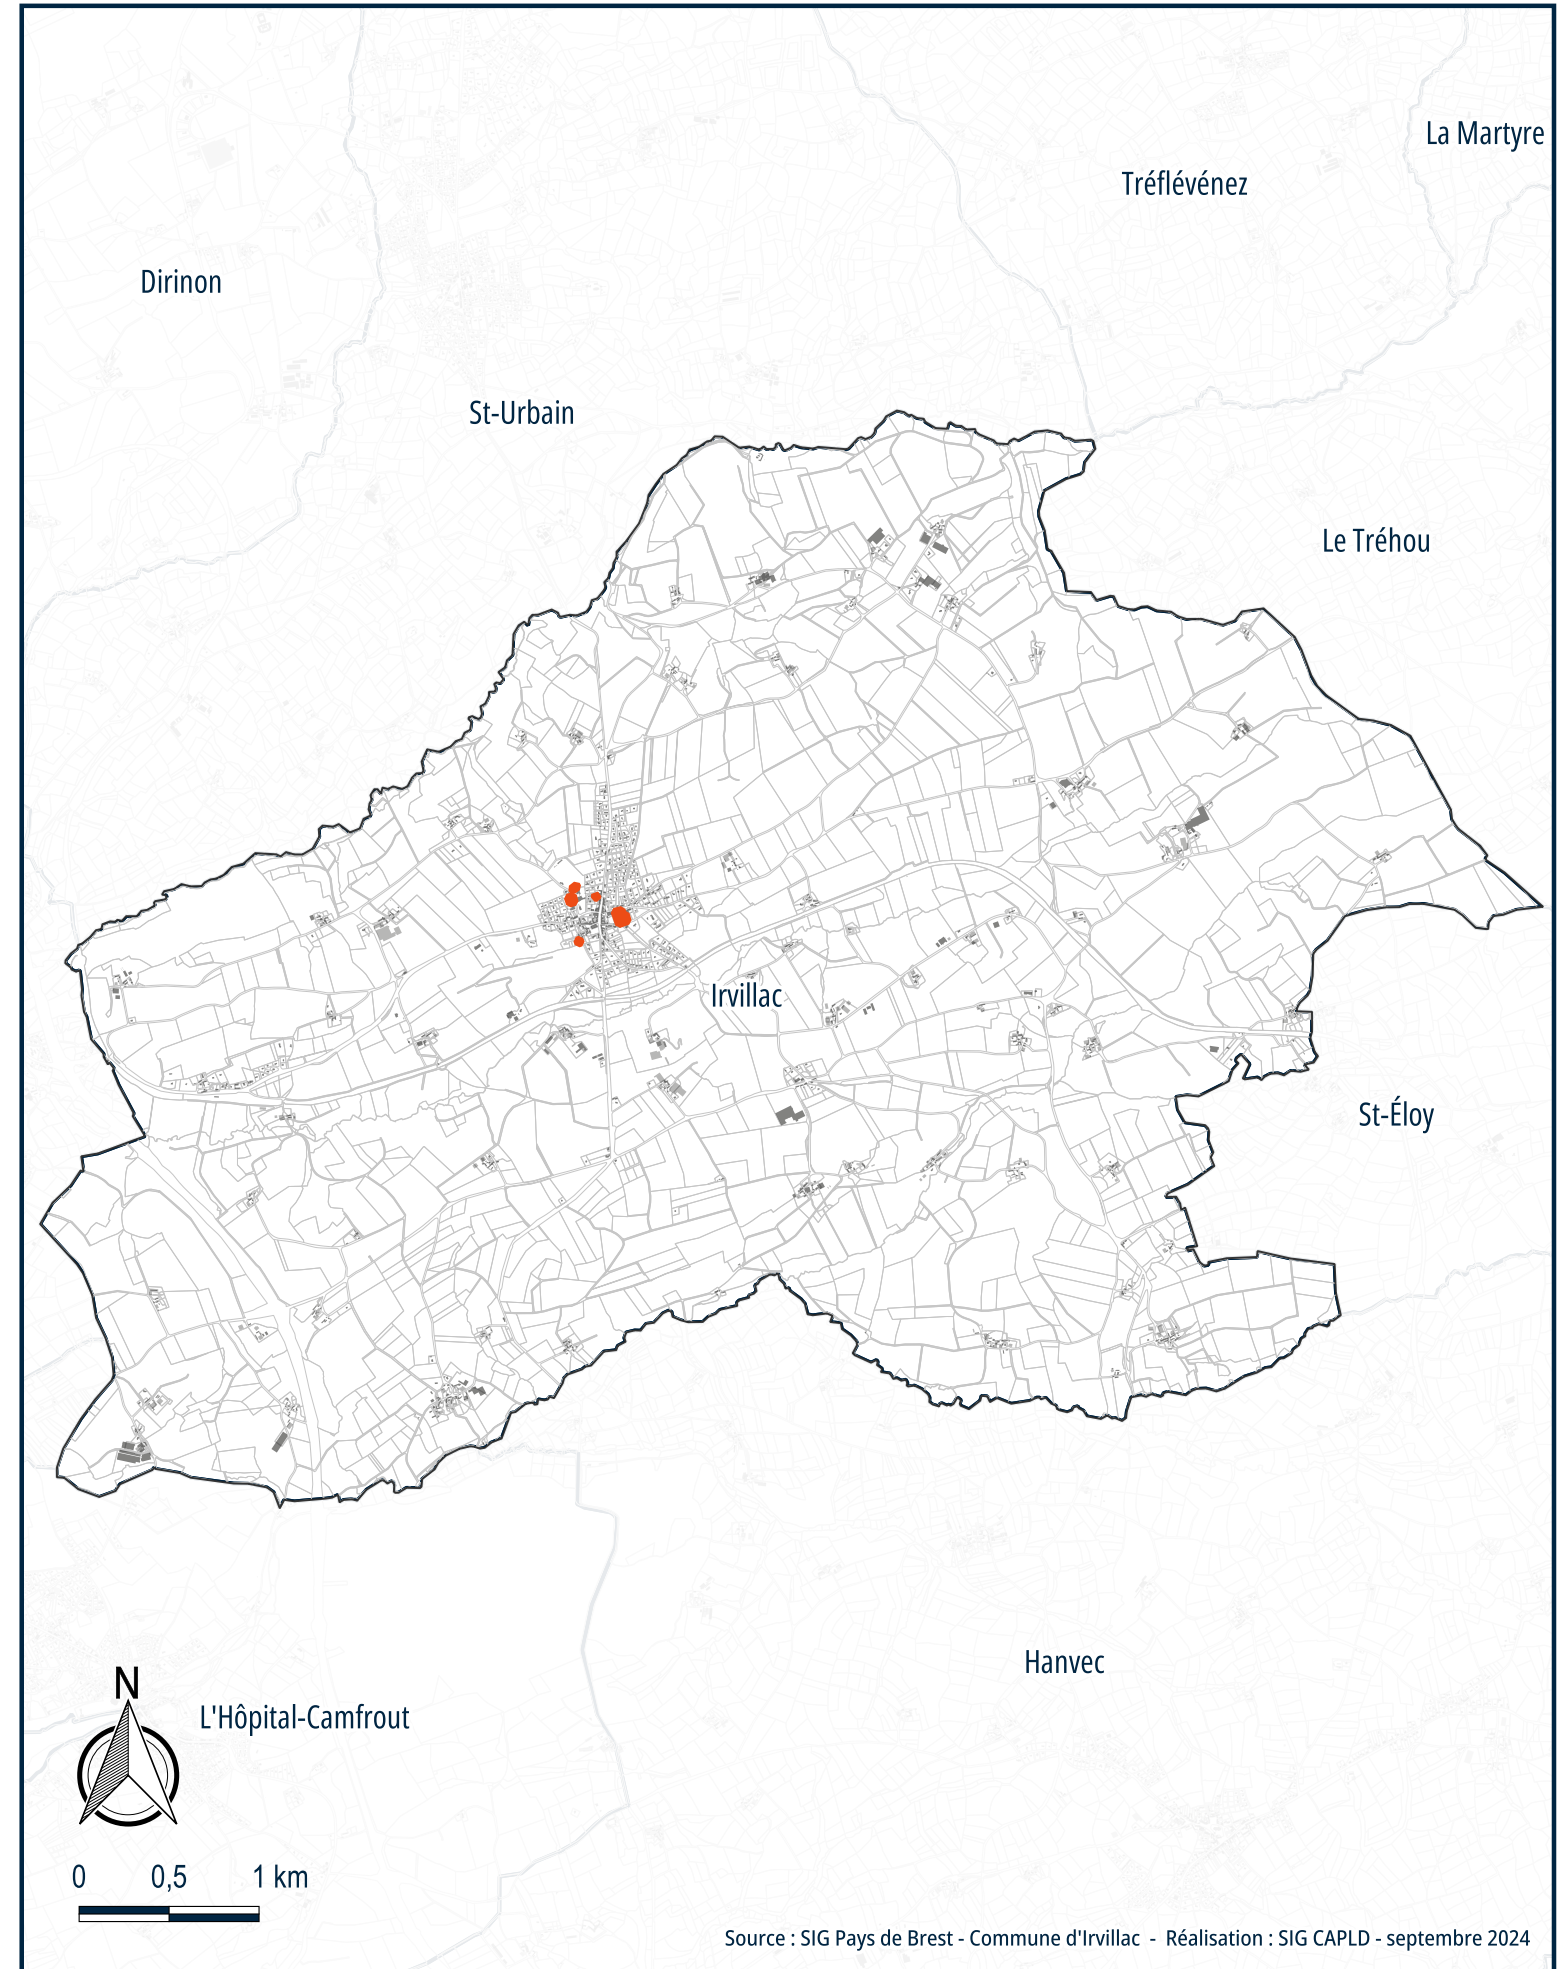 La Martyre
Tréflévénez
Dirinon
St-Urbain
Le Tréhou
Irvillac
St-Éloy
Hanvec
N
L'Hôpital-Camfrout
0 0,5 1 km
Source : SIG Pays de Brest - Commune d'Irvillac - Réalisation : SIG CAPLD - septembre 2024